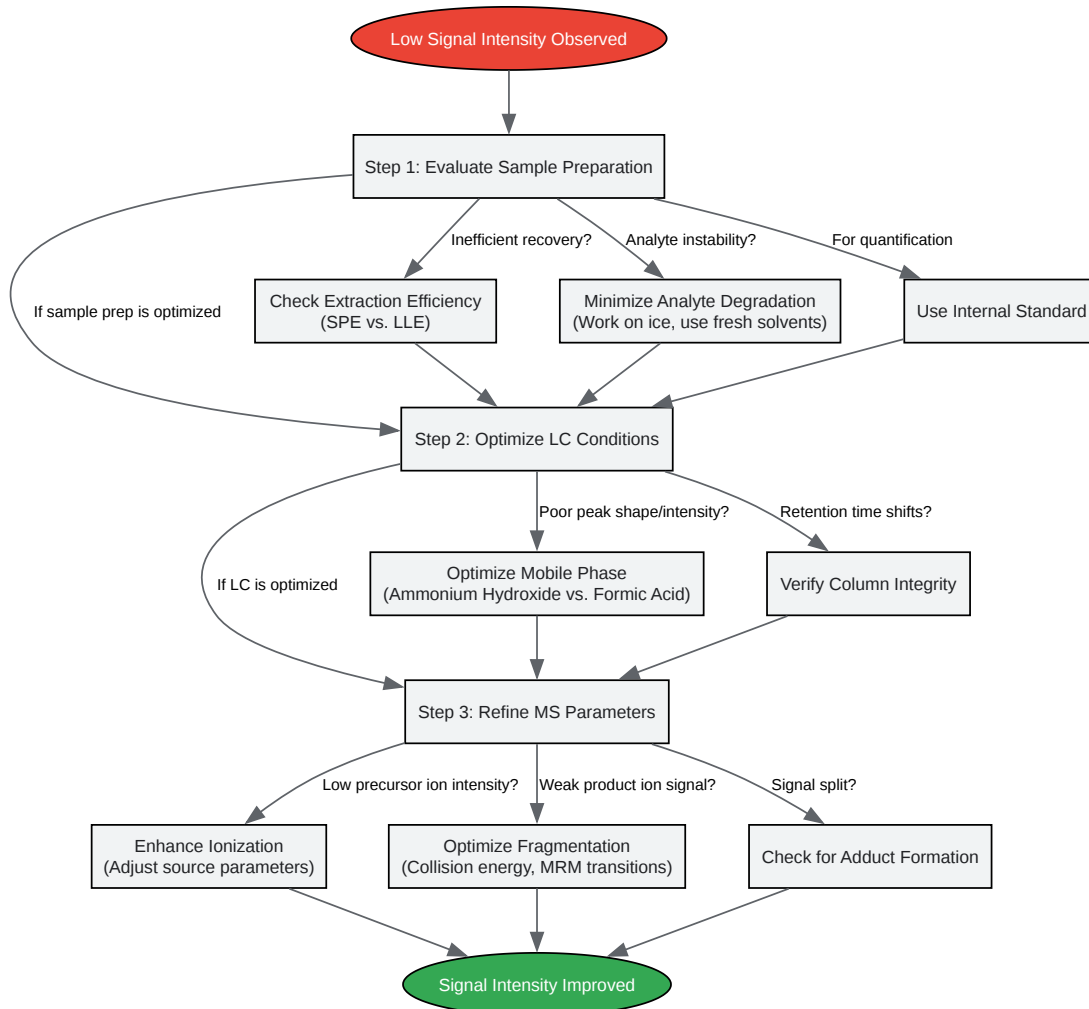 Low Signal Intensity Observed
Step 1: Evaluate Sample Preparation
Inefficient recovery?
Analyte instability?
For quantification
If sample prep is optimized
Check Extraction Efficiency
(SPE vs. LLE)
Minimize Analyte Degradation
(Work on ice, use fresh solvents)
Use Internal Standard
Step 2: Optimize LC Conditions
Poor peak shape/intensity?
Retention time shifts?
If LC is optimized
Optimize Mobile Phase
(Ammonium Hydroxide vs. Formic Acid)
Verify Column Integrity
Step 3: Refine MS Parameters
Low precursor ion intensity?
Weak product ion signal?
Signal split?
Enhance Ionization
(Adjust source parameters)
Optimize Fragmentation
(Collision energy, MRM transitions)
Check for Adduct Formation
Signal Intensity Improved